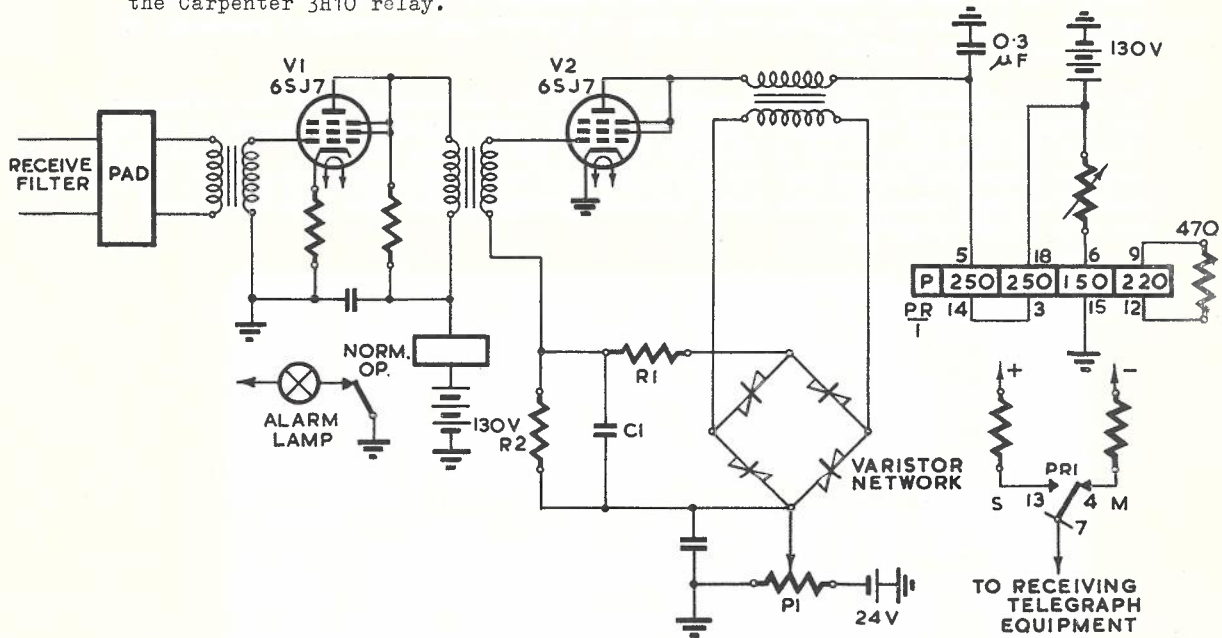 the Carpenter 3H10 relay.
V1
6SJ7
V2
6SJ7
0·3
µF
130V
RECEIVE
FILTER
PAD
470
5
18
6
9
P
250
250
150
220
PR
1
14
3
15
12
NORM.
OP.
ALARM
LAMP
130V
R2
C1
R1
VARISTOR
NETWORK
+
-
PR1
S
13
4
M
7
P1
24V
TO RECEIVING
TELEGRAPH
EQUIPMENT